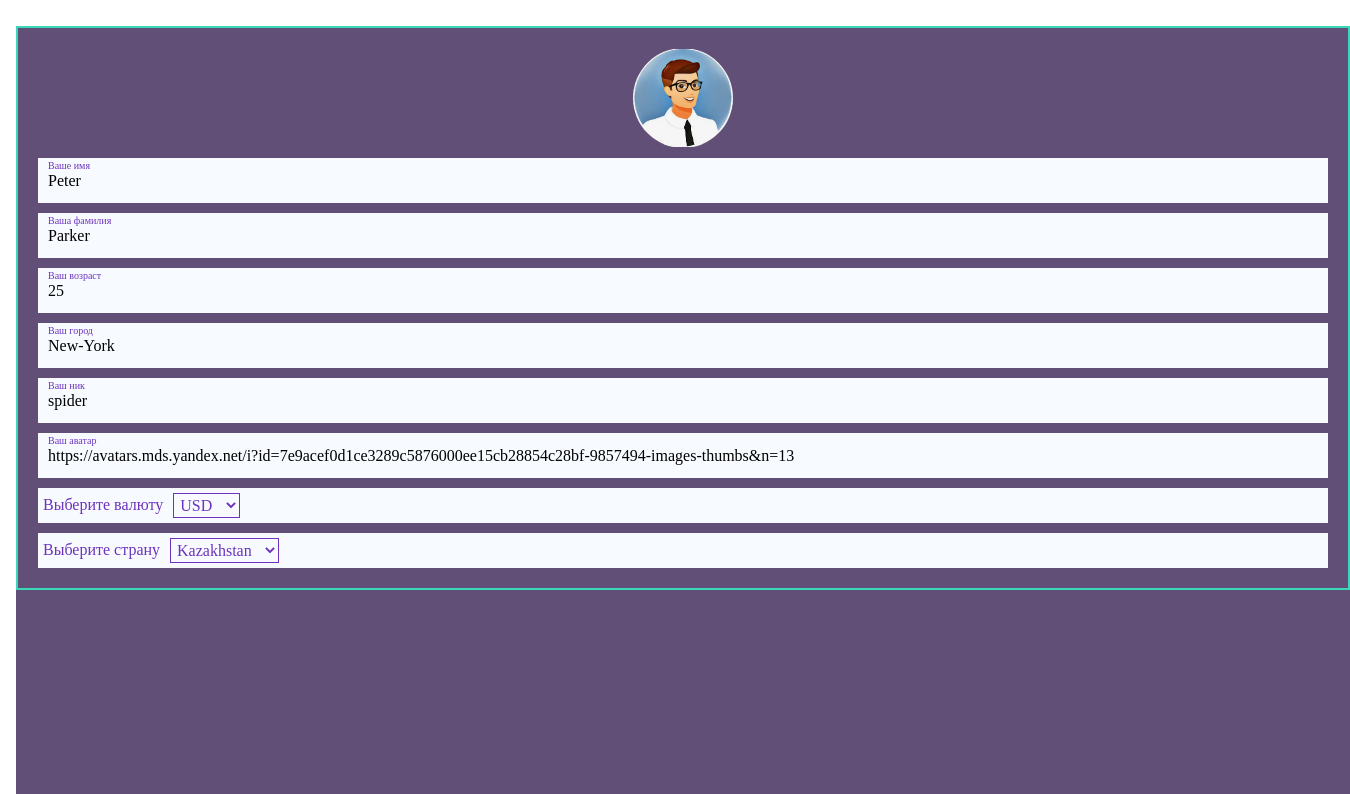 Ваше имя
Peter
Ваша фамилия
Parker
Ваш возраст
25
Ваш город
New-York
Ваш ник
spider
Ваш аватар
https://avatars.mds.yandex.net/i?id=7e9acef0d1ce3289c5876000ee15cb28854c28bf-9857494-images-thumbs&n=13
Выберите валюту USD
Выберите страну Kazakhstan